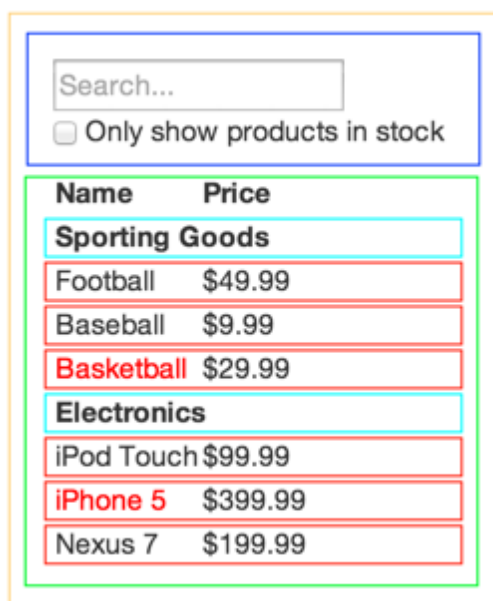 Search...
Only show products in stock
Name Price
Sporting Goods
Football $49.99
Baseball $9.99
Basketball $29.99
Electronics
iPod Touch $99.99
iPhone 5 $399.99
Nexus 7 $199.99